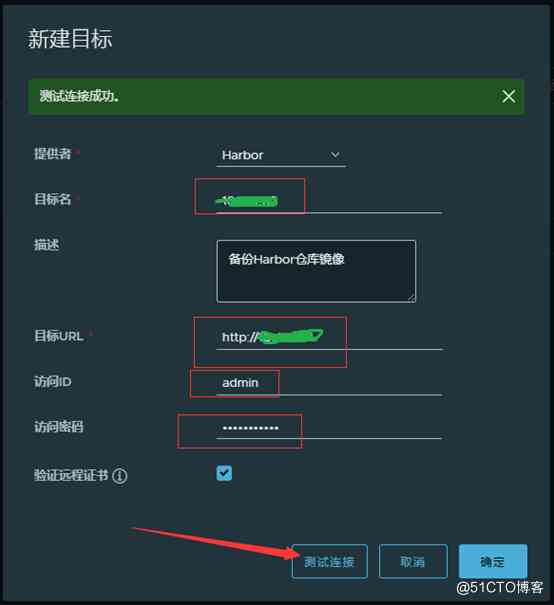 新建目标
测试连接成功。
提供者 * Harbor
目标名 *
描述 备份Harbor仓库镜像
目标URL * http://
访问ID admin
访问密码 •••••••••••
验证远程证书
测试连接 取消 确定
@51CTO博客